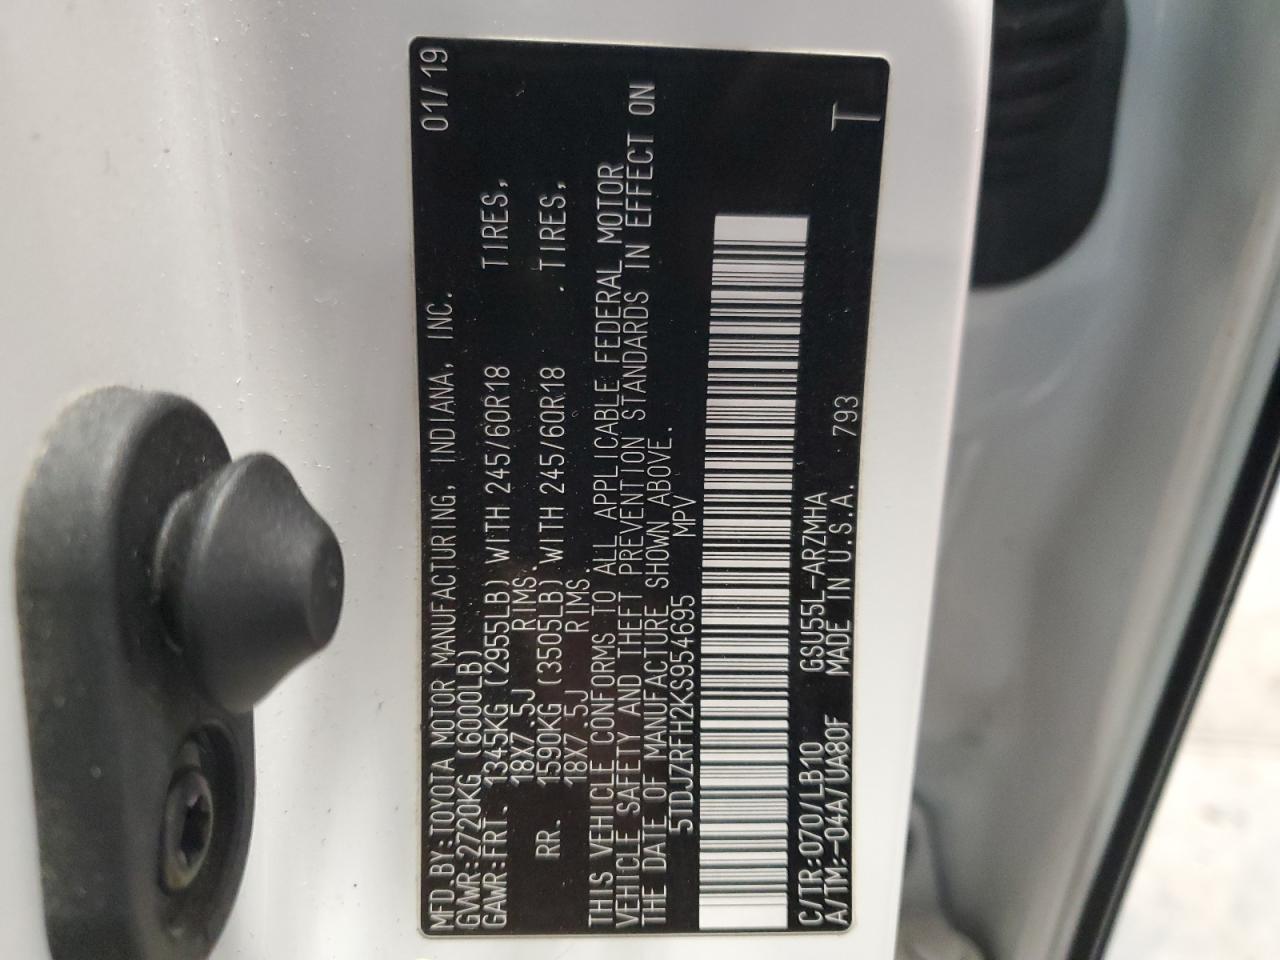 MFD.BY:TOYOTA MOTOR MANUFACTURING, INDIANA, INC. 01/19
GVWR:2720KG (6000LB)
GAWR:FRT. 1345KG (2955LB) WITH 245/60R18 TIRES,
18X7.5J RIMS.
RR. 1590KG (3505LB) WITH 245/60R18 TIRES,
18X7.5J RIMS.
THIS VEHICLE CONFORMS TO ALL APPLICABLE FEDERAL MOTOR
VEHICLE SAFETY AND THEFT PREVENTION STANDARDS IN EFFECT ON
THE DATE OF MANUFACTURE SHOWN ABOVE.
5TDJZRFH2KS954695 MPV
C/TR:070/LB10 GSU55L-ARZMHA
A/TM:-04A/UA80F MADE IN U.S.A. 793 T